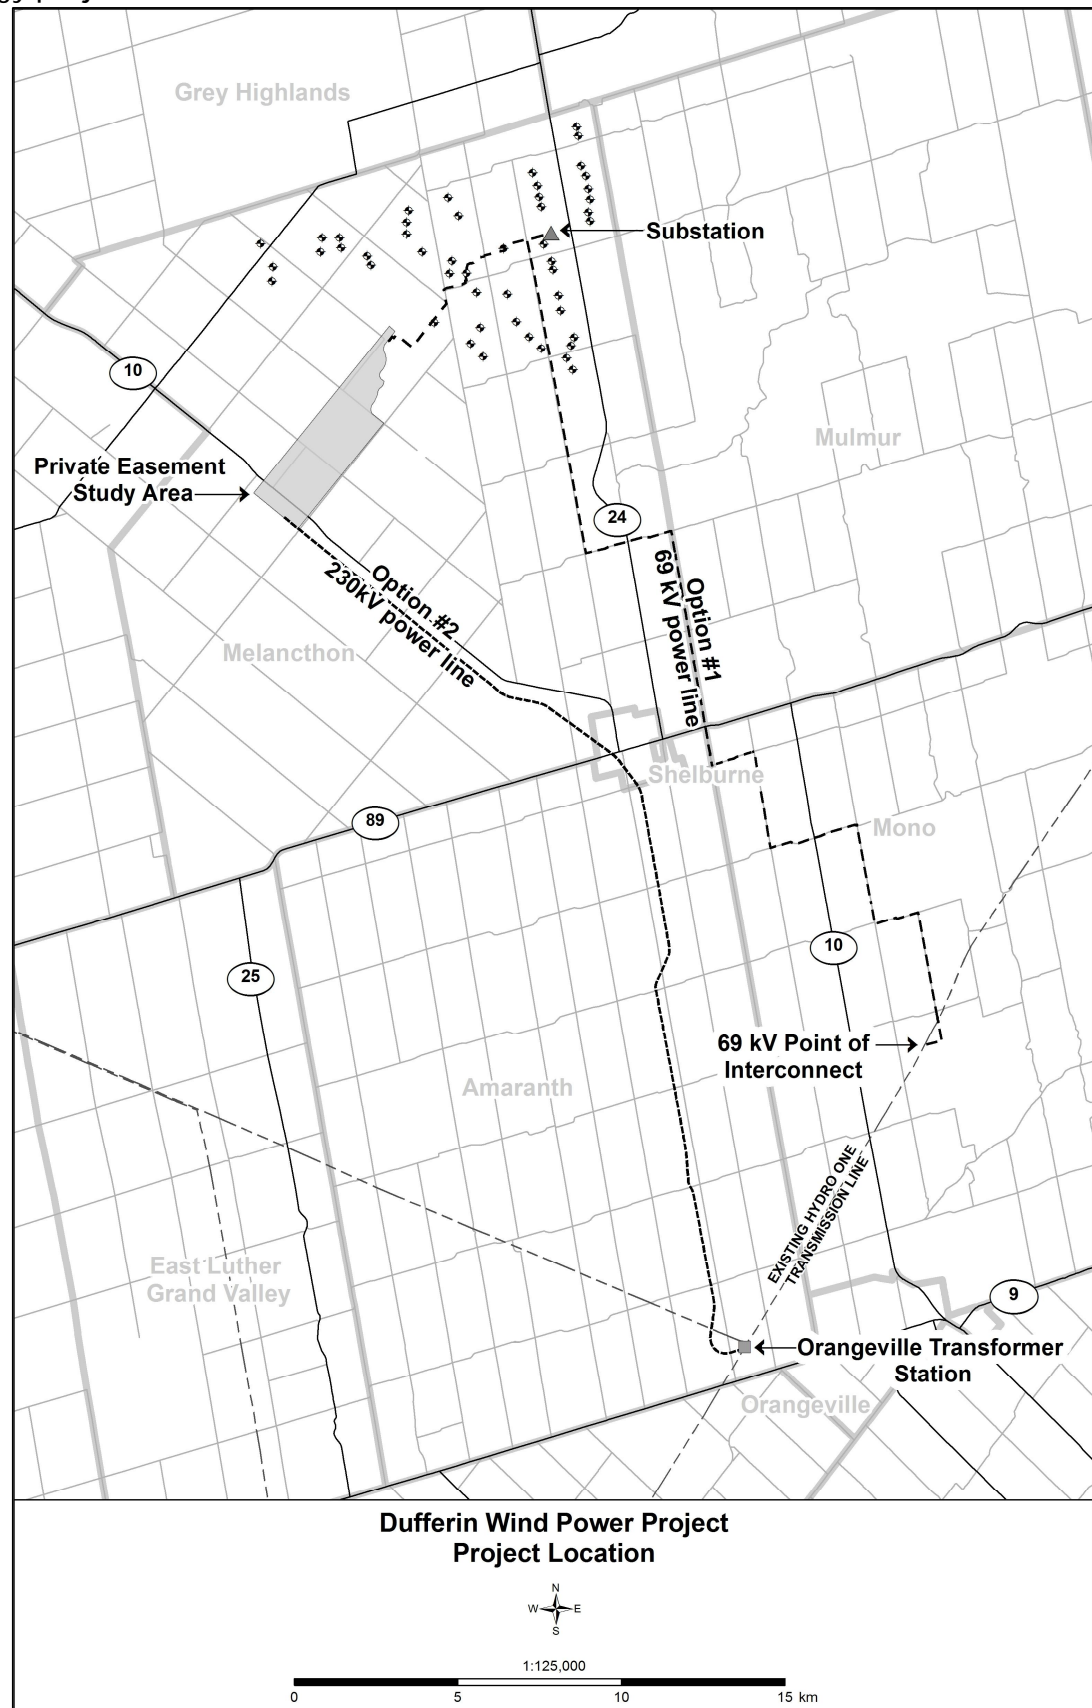 Grey Highlands
Substation
10
Mulmur
Private Easement
Study Area
24
Option #1
69 kV power line
Option #2
230kV power line
Melancthon
Shelburne
89
Mono
10
25
69 kV Point of
Interconnect
Amaranth
EXISTING HYDRO ONE
TRANSMISSION LINE
East Luther
Grand Valley
9
Orangeville Transformer
Station
Orangeville
Dufferin Wind Power Project
Project Location
N
W E
S
1:125,000
0 5 10 15 km